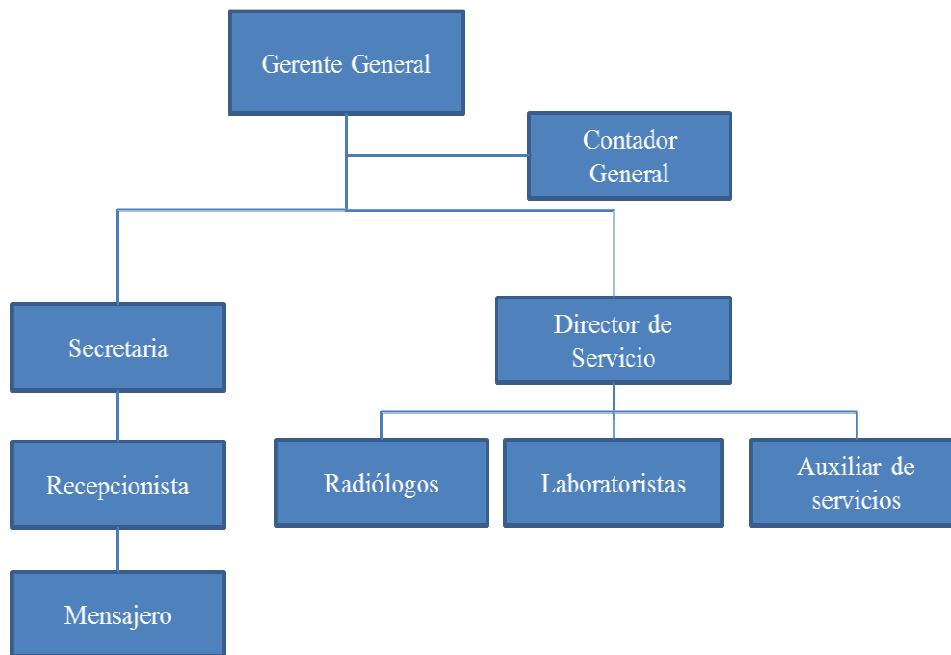 Gerente General
Contador
General
Secretaria
Director de
Servicio
Recepcionista
Radiólogos
Laboratoristas
Auxiliar de
servicios
Mensajero